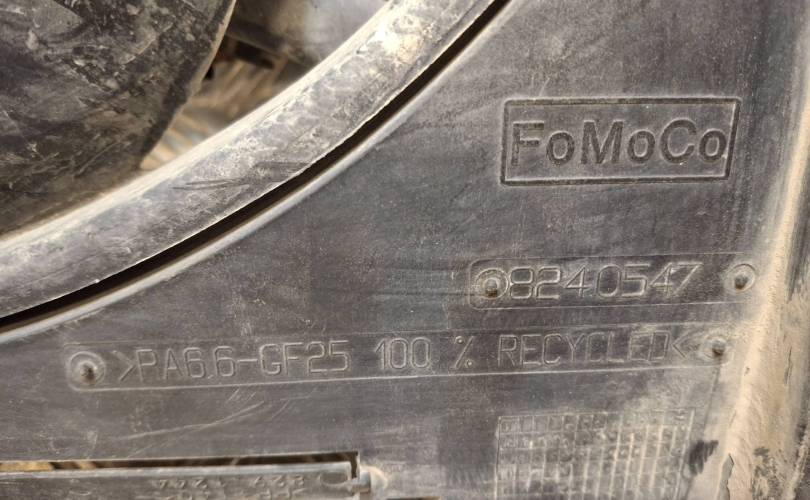 FoMoCo
8240547
>PA6.6-GF25 100 % RECYCLED<